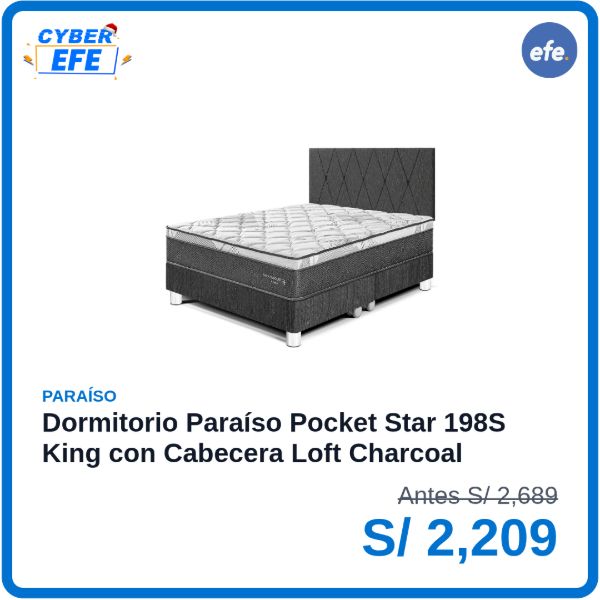 CYBER
EFE
efe.
PARAÍSO
Dormitorio Paraíso Pocket Star 198S
King con Cabecera Loft Charcoal
Antes S/ 2,689
S/ 2,209